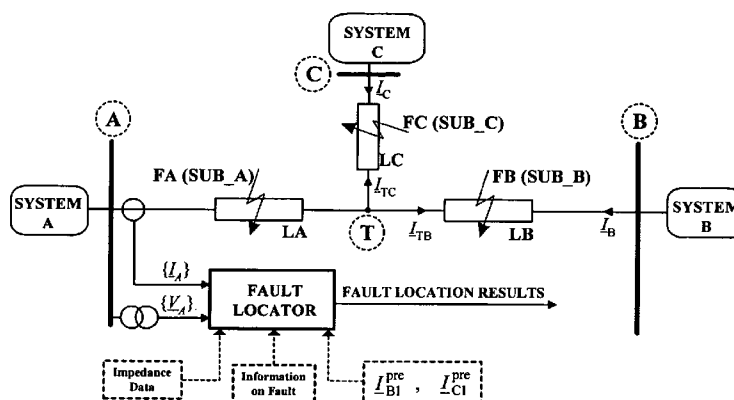 SYSTEM
C
C
I_C
A
FC (SUB_C)
B
LC
FA (SUB_A)
I_TC
FB (SUB_B)
SYSTEM
A
LA
T
I_TB
LB
I_B
SYSTEM
B
{I_A}
{V_A}
FAULT
LOCATOR
FAULT LOCATION RESULTS
Impedance
Data
Information
on Fault
I_B1^pre , I_C1^pre